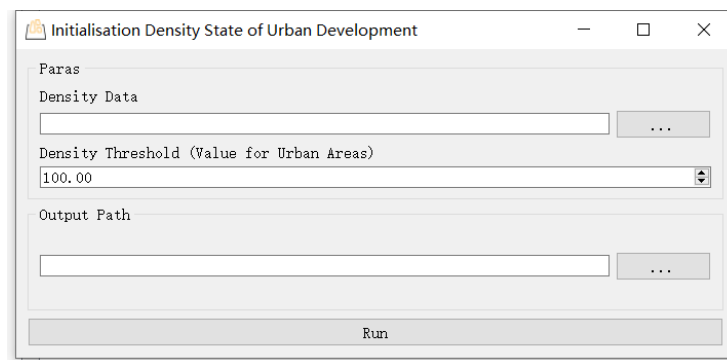 Initialisation Density State of Urban Development
Paras
Density Data
...
Density Threshold (Value for Urban Areas)
100.00
Output Path
...
Run